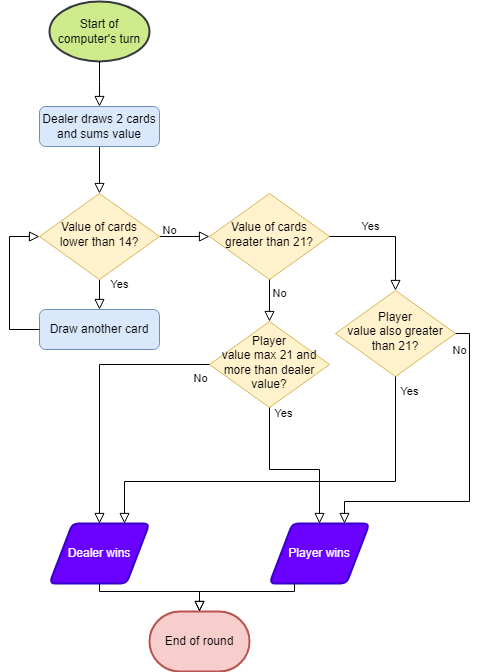 Start of
computer's turn
Dealer draws 2 cards
and sums value
Value of cards
lower than 14?
No
Value of cards
greater than 21?
Yes
Yes
No
Draw another card
Player
value also greater
than 21?
No
Player
value max 21 and
more than dealer
value?
No
Yes
Yes
Dealer wins
Player wins
End of round